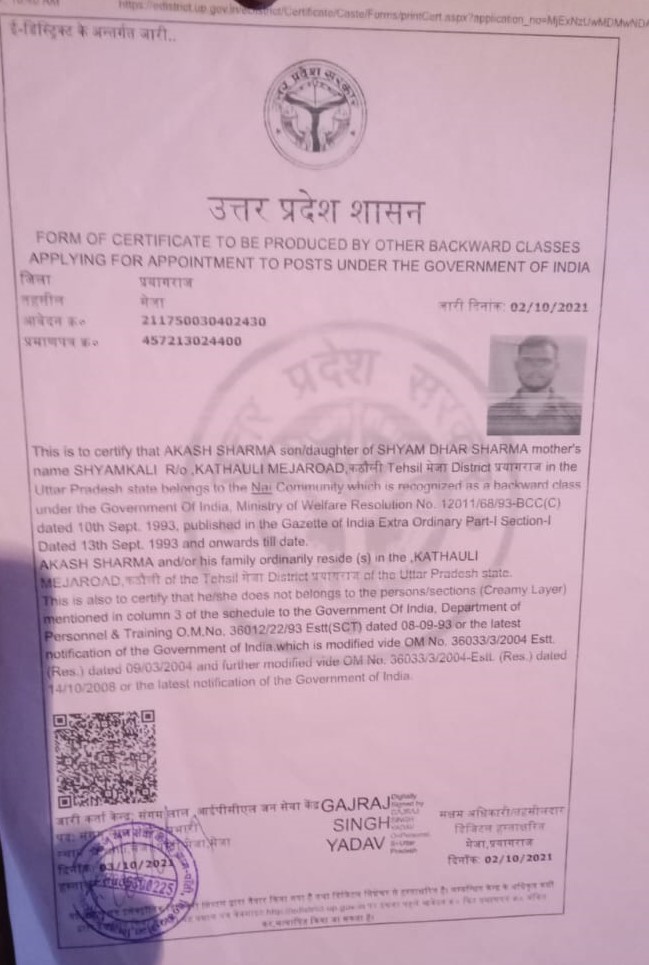 https://edistrict.up.gov.in/edistrict/Certificate/Caste/Forms/printCert.aspx?application_no=MjExNzUwMDMwNDA
ई-डिस्ट्रिक्ट के अन्तर्गत जारी..
उत्तर प्रदेश सरकार
उत्तर प्रदेश शासन
FORM OF CERTIFICATE TO BE PRODUCED BY OTHER BACKWARD CLASSES
APPLYING FOR APPOINTMENT TO POSTS UNDER THE GOVERNMENT OF INDIA
जिला प्रयागराज
तहसील मेजा जारी दिनांक: 02/10/2021
आवेदन क्र० 211750030402430
प्रमाणपत्र क्र० 457213024400
This is to certify that AKASH SHARMA son/daughter of SHYAM DHAR SHARMA mother's
name SHYAMKALI R/o ,KATHAULI MEJAROAD,कठौली Tehsil मेजा District प्रयागराज in the
Uttar Pradesh state belongs to the Nai Community which is recognized as a backward class
under the Government Of India, Ministry of Welfare Resolution No. 12011/68/93-BCC(C)
dated 10th Sept. 1993, published in the Gazette of India Extra Ordinary Part-I Section-I
Dated 13th Sept. 1993 and onwards till date.
AKASH SHARMA and/or his family ordinarily reside (s) in the ,KATHAULI
MEJAROAD,कठौली of the Tehsil मेजा District प्रयागराज of the Uttar Pradesh state.
This is also to certify that he/she does not belongs to the persons/sections (Creamy Layer)
mentioned in column 3 of the schedule to the Government Of India, Department of
Personnel & Training O.M.No. 36012/22/93 Estt(SCT) dated 08-09-93 or the latest
notification of the Government of India.which is modified vide OM No. 36033/3/2004 Estt.
(Res.) dated 09/03/2004 and further modified vide OM No. 36033/3/2004-Estt. (Res.) dated
14/10/2008 or the latest notification of the Government of India.
जारी कर्ता केन्द्र: संगम लाल, आईपीसीएल जन सेवा केंद्र
मेजा,मेजा
दिनांक: 03/10/2021
GAJRAJ
SINGH
YADAV
Digitally
signed by
GAJRAJ
SINGH
YADAV
Uttar
Pradesh
सक्षम अधिकारी/तहसीलदार
डिजिटल हस्ताक्षरित
मेजा,प्रयागराज
दिनाँक: 02/10/2021